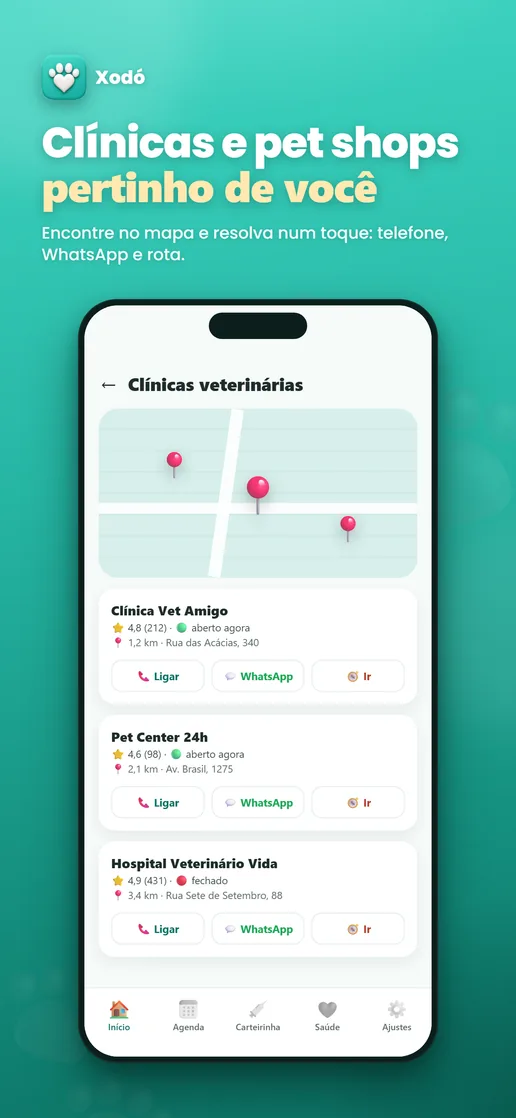 Xodó
Clínicas e pet shops
pertinho de você
Encontre no mapa e resolva num toque: telefone,
WhatsApp e rota.
← Clínicas veterinárias
Clínica Vet Amigo
4,8 (212) · aberto agora
1,2 km · Rua das Acácias, 340
Ligar WhatsApp Ir
Pet Center 24h
4,6 (98) · aberto agora
2,1 km · Av. Brasil, 1275
Ligar WhatsApp Ir
Hospital Veterinário Vida
4,9 (431) · fechado
3,4 km · Rua Sete de Setembro, 88
Ligar WhatsApp Ir
Início Agenda Carteirinha Saúde Ajustes